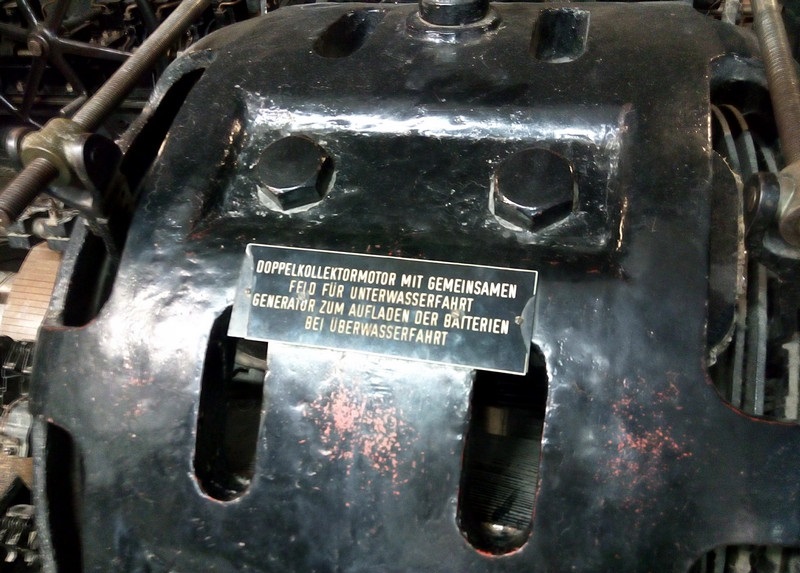 DOPPELKOLLEKTORMOTOR MIT GEMEINSAMEN
FELD FÜR UNTERWASSERFAHRT
GENERATOR ZUM AUFLADEN DER BATTERIEN
BEI ÜBERWASSERFAHRT